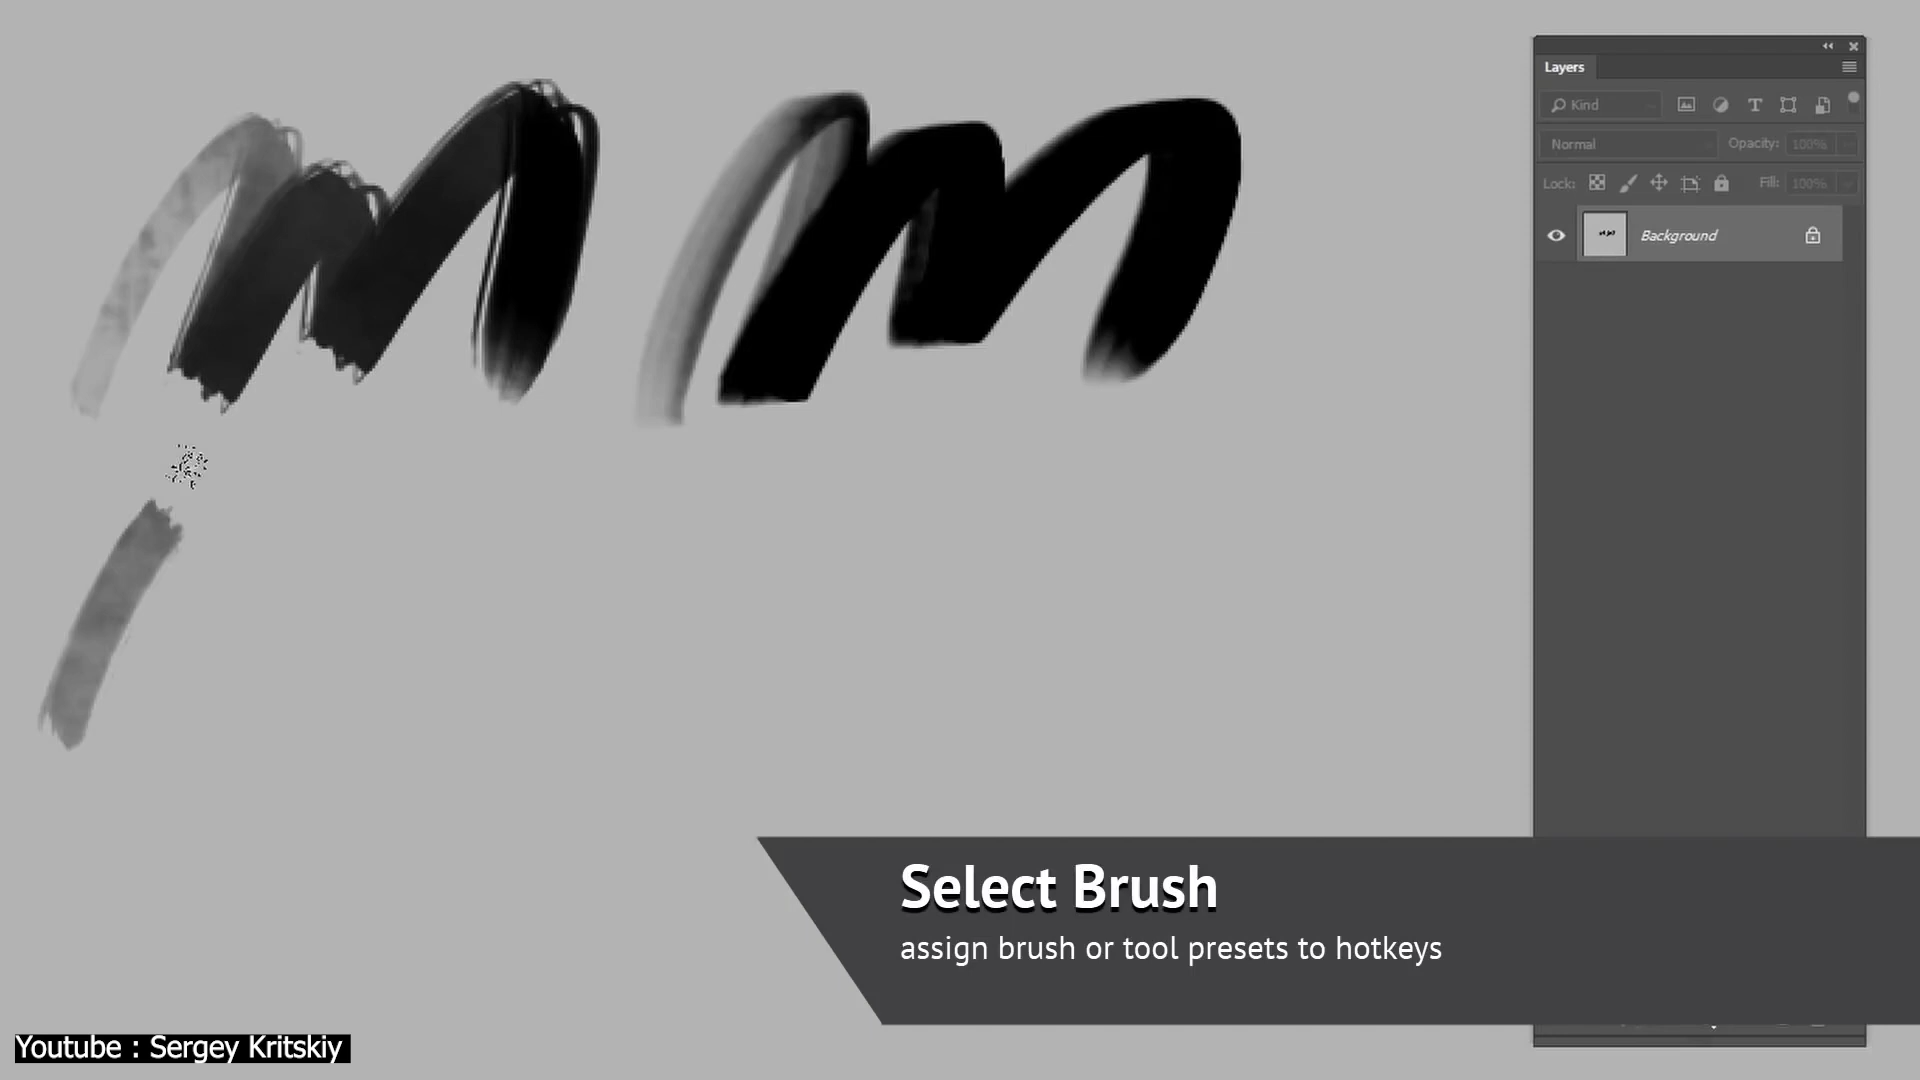 Layers
Kind
Normal Opacity: 100%
Lock: Fill: 100%
Background
Select Brush
assign brush or tool presets to hotkeys
Youtube : Sergey Kritskiy